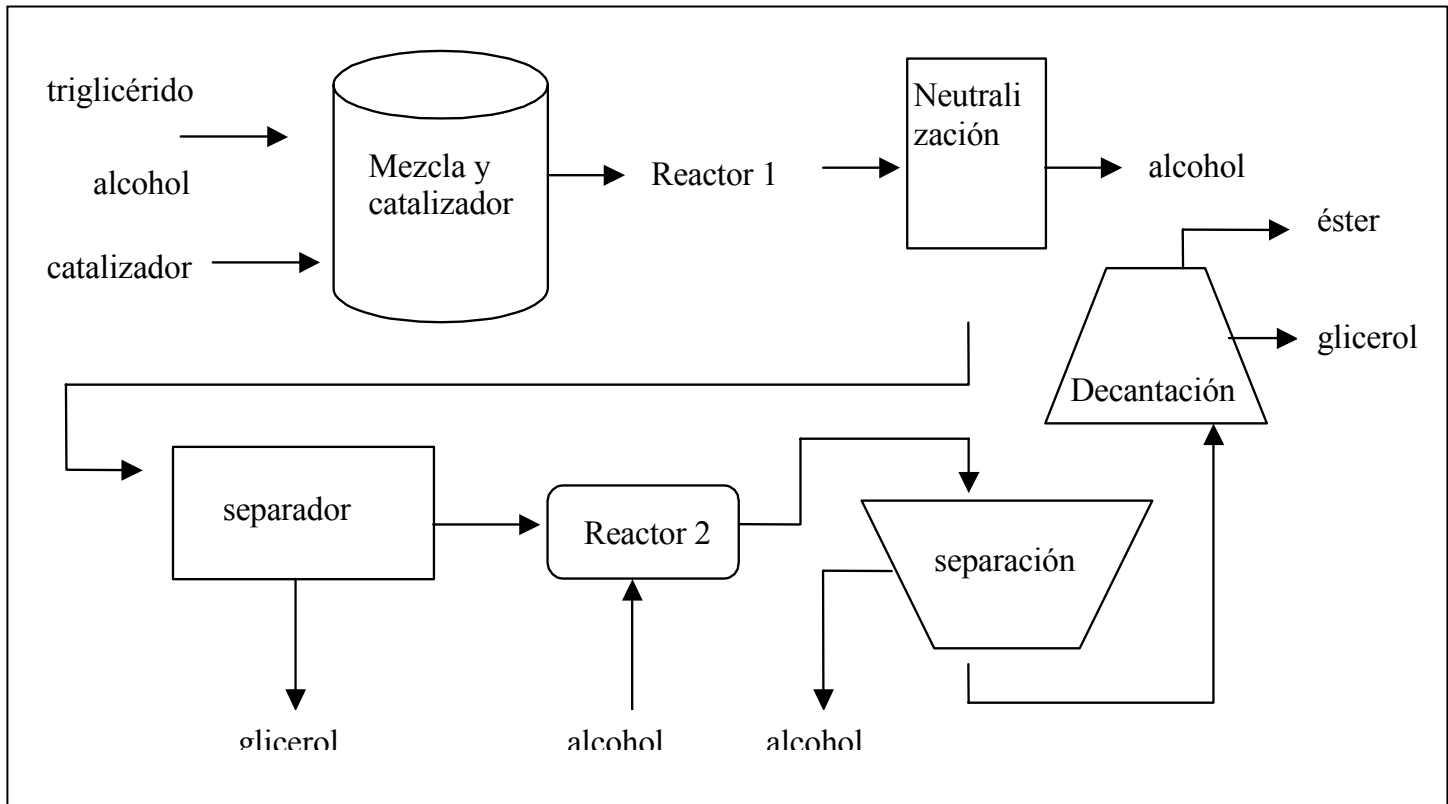 triglicérido
alcohol
catalizador
Mezcla y
catalizador
Reactor 1
Neutrali
zación
alcohol
éster
glicerol
Decantación
separador
Reactor 2
separación
glicerol
alcohol
alcohol